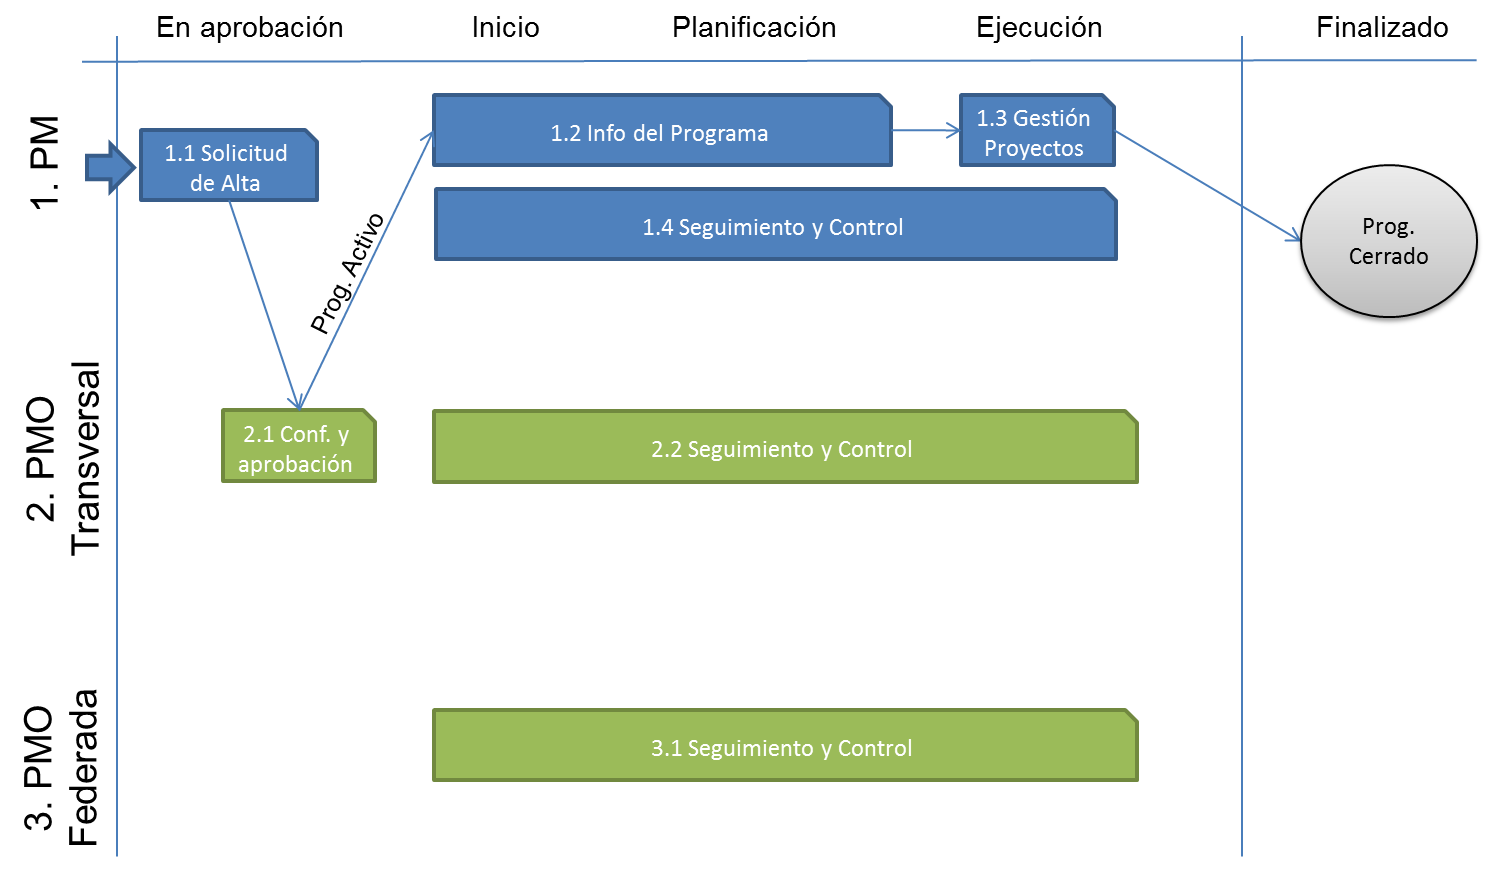 En aprobación
Inicio
Planificación
Ejecución
Finalizado
1. PM
1.1 Solicitud
de Alta
1.2 Info del Programa
1.3 Gestión
Proyectos
1.4 Seguimiento y Control
Prog.
Cerrado
Prog. Activo
2. PMO
Transversal
2.1 Conf. y
aprobación
2.2 Seguimiento y Control
3. PMO
Federada
3.1 Seguimiento y Control